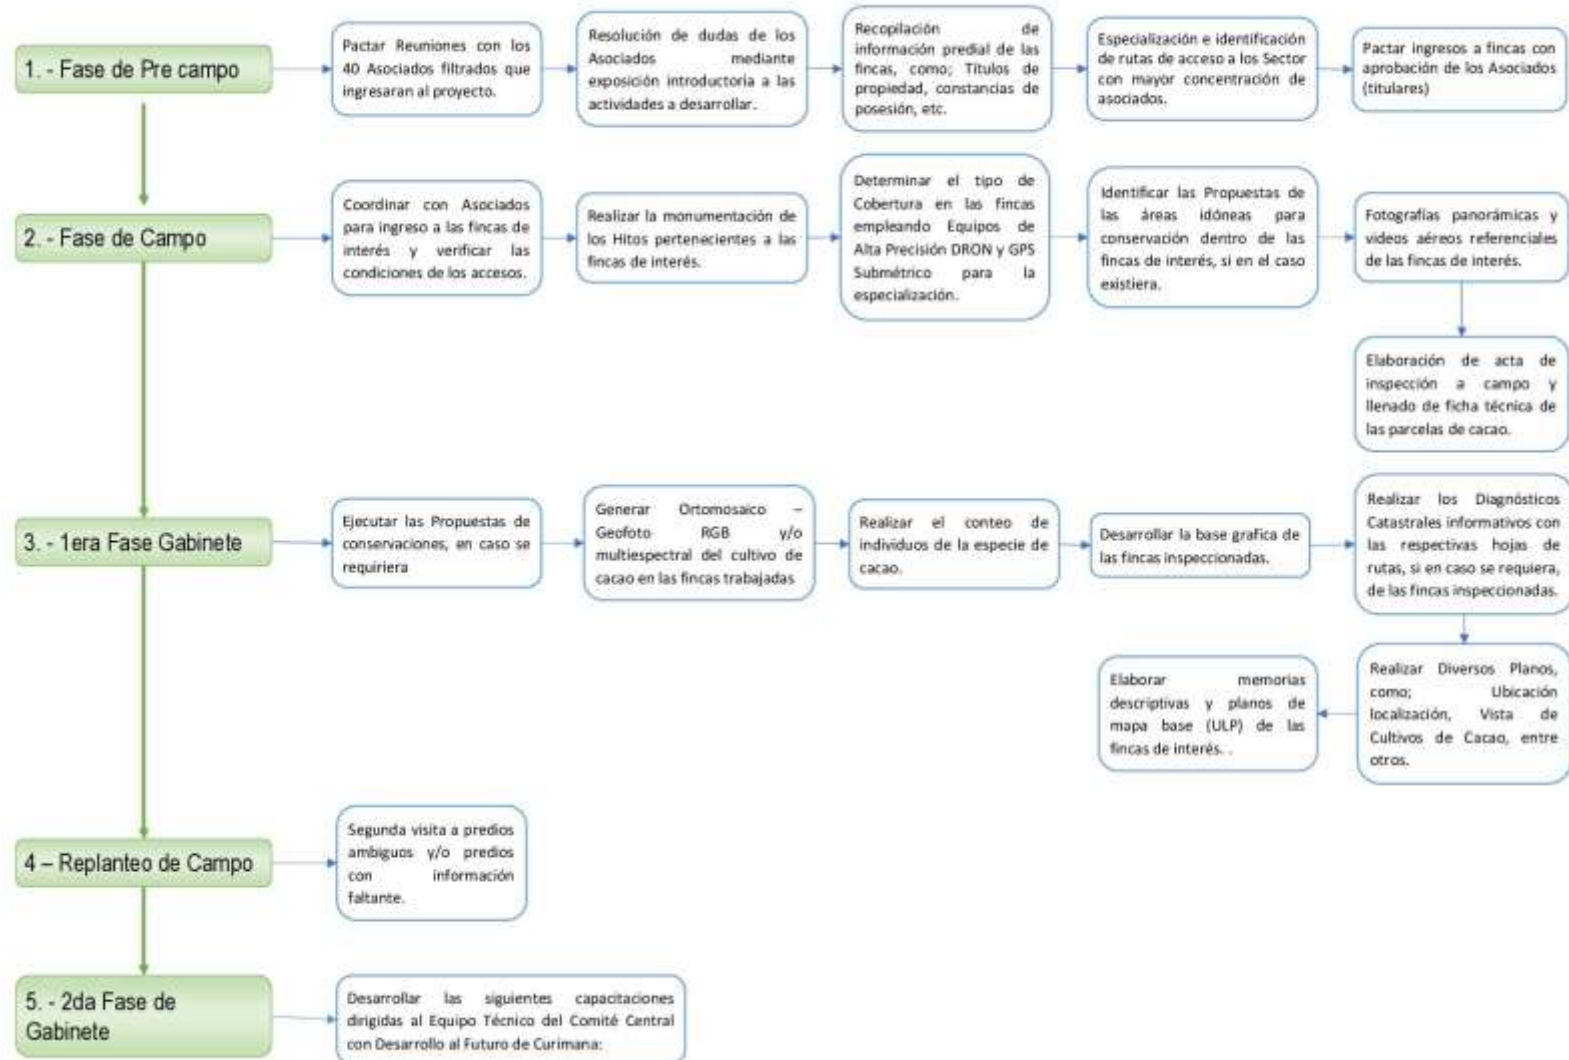 1. - Fase de Pre campo
Pactar Reuniones con los
40 Asociados filtrados que
ingresaran al proyecto.
Resolución de dudas de los
Asociados mediante
exposición introductoria a las
actividades a desarrollar.
Recopilación de
información predial de las
fincas, como; Títulos de
propiedad, constancias de
posesión, etc.
Especialización e identificación
de rutas de acceso a los Sector
con mayor concentración de
asociados.
Pactar ingresos a fincas con
aprobación de los Asociados
(titulares)
2. - Fase de Campo
Coordinar con Asociados
para ingreso a las fincas de
interés y verificar las
condiciones de los accesos.
Realizar la monumentación de
los Hitos pertenecientes a las
fincas de interés.
Determinar el tipo de
Cobertura en las fincas
empleando Equipos de
Alta Precisión DRON y GPS
Submétrico para la
especialización.
Identificar las Propuestas de
las áreas idóneas para
conservación dentro de las
fincas de interés, si en el caso
existiera.
Fotografías panorámicas y
videos aéreos referenciales
de las fincas de interés.
Elaboración de acta de
inspección a campo y
llenado de ficha técnica de
las parcelas de cacao.
3. - 1era Fase Gabinete
Ejecutar las Propuestas de
conservaciones, en caso se
requiriera
Generar Ortomosaico –
Geofoto RGB y/o
multiespectral del cultivo de
cacao en las fincas trabajadas
Realizar el conteo de
individuos de la especie de
cacao.
Desarrollar la base grafica de
las fincas inspeccionadas.
Realizar los Diagnósticos
Catastrales informativos con
las respectivas hojas de
rutas, si en caso se requiera,
de las fincas inspeccionadas.
Realizar Diversos Planos,
como; Ubicación
localización, Vista de
Cultivos de Cacao, entre
otros.
Elaborar memorias
descriptivas y planos de
mapa base (ULP) de las
fincas de interés. .
4 – Replanteo de Campo
Segunda visita a predios
ambiguos y/o predios
con información
faltante.
5. - 2da Fase de
Gabinete
Desarrollar las siguientes capacitaciones
dirigidas al Equipo Técnico del Comité Central
con Desarrollo al Futuro de Curimana: